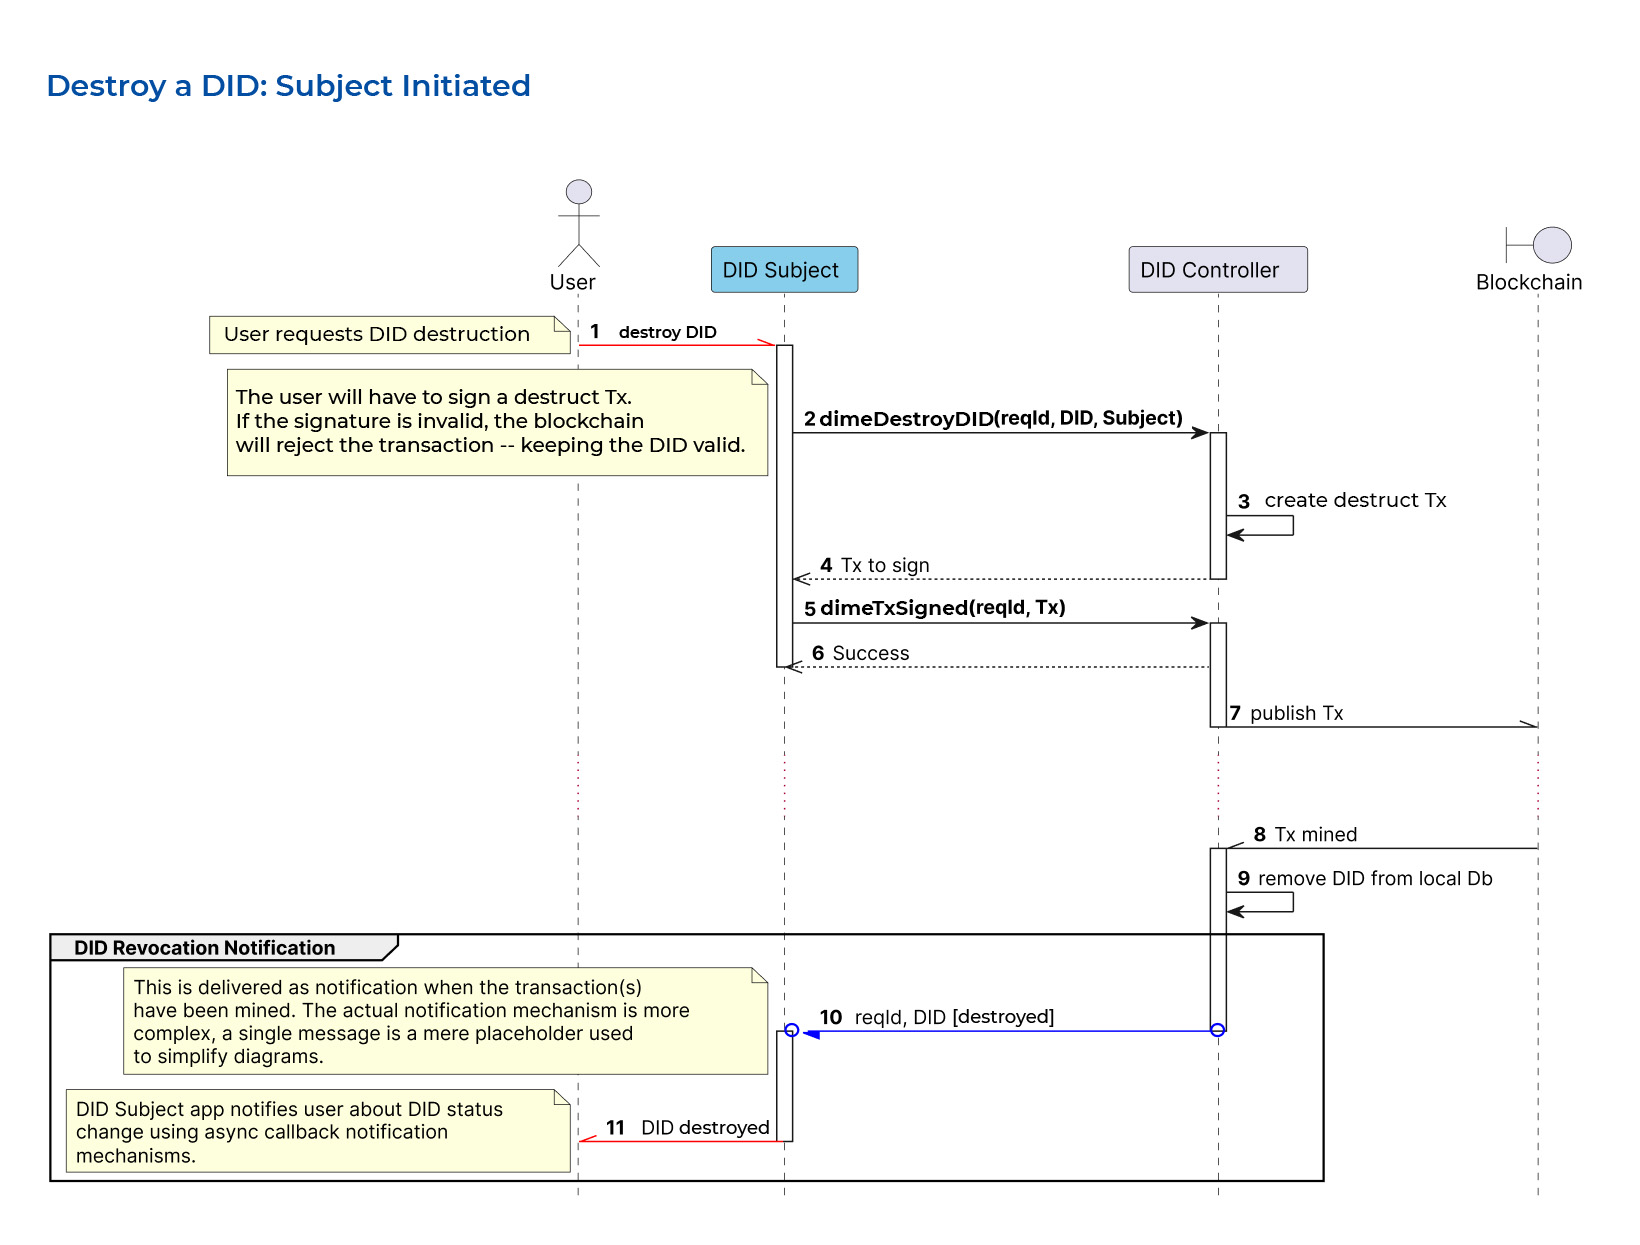 Destroy a DID: Subject Initiated
User
DID Subject
DID Controller
Blockchain
User requests DID destruction
1 destroy DID
The user will have to sign a destruct Tx.
If the signature is invalid, the blockchain
will reject the transaction -- keeping the DID valid.
2 dimeDestroyDID(reqId, DID, Subject)
3 create destruct Tx
4 Tx to sign
5 dimeTxSigned(reqId, Tx)
6 Success
7 publish Tx
8 Tx mined
9 remove DID from local Db
DID Revocation Notification
This is delivered as notification when the transaction(s)
have been mined. The actual notification mechanism is more
complex, a single message is a mere placeholder used
to simplify diagrams.
10 reqId, DID [destroyed]
DID Subject app notifies user about DID status
change using async callback notification
mechanisms.
11 DID destroyed